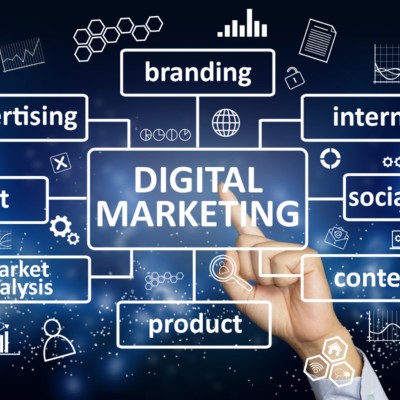 branding
ertising
intern
DIGITAL
MARKETING
t
socia
arket
alysis
conte
product